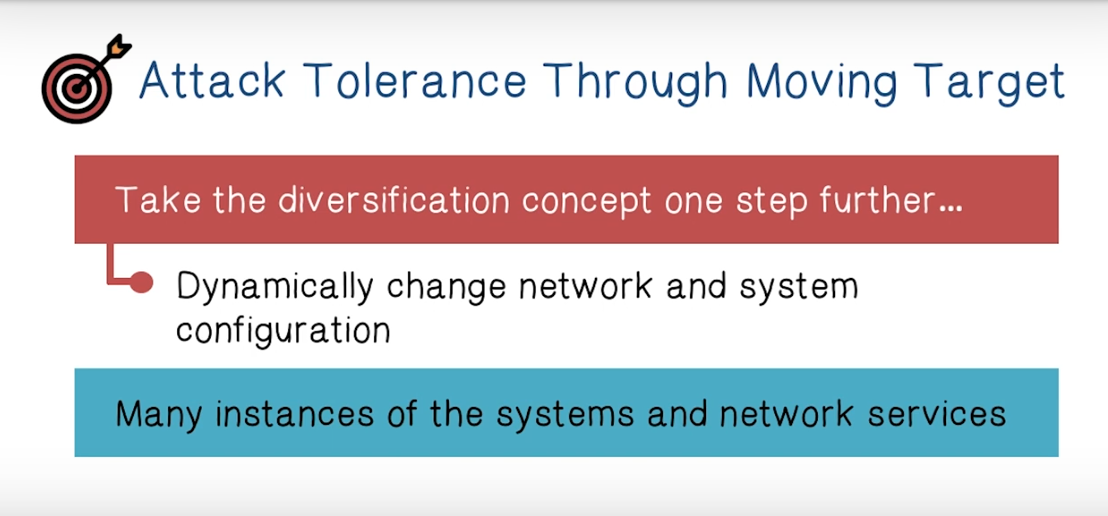 Attack Tolerance Through Moving Target
Take the diversification concept one step further...
Dynamically change network and system
configuration
Many instances of the systems and network services